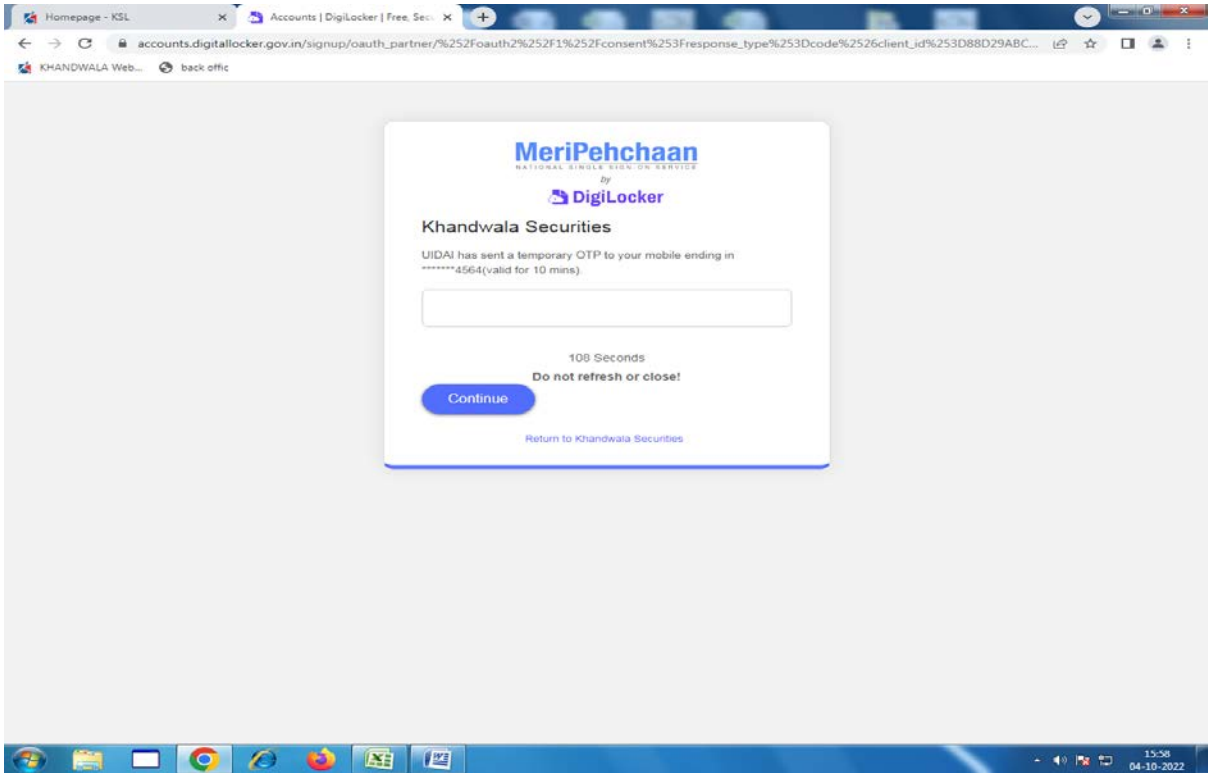 Homepage - KSL
Accounts | DigiLocker | Free, Sec
accounts.digitallocker.gov.in/signup/oauth_partner/%252Foauth2%252F1%252Fconsent%253Fresponse_type%253Dcode%2526client_id%253D88D29ABC...
KHANDWALA Web... back offic
MeriPehchaan
NATIONAL SINGLE SIGN-ON SERVICE
by
DigiLocker
Khandwala Securities
UIDAI has sent a temporary OTP to your mobile ending in
*******4564(valid for 10 mins).
108 Seconds
Do not refresh or close!
Continue
Return to Khandwala Securities
15:58
04-10-2022